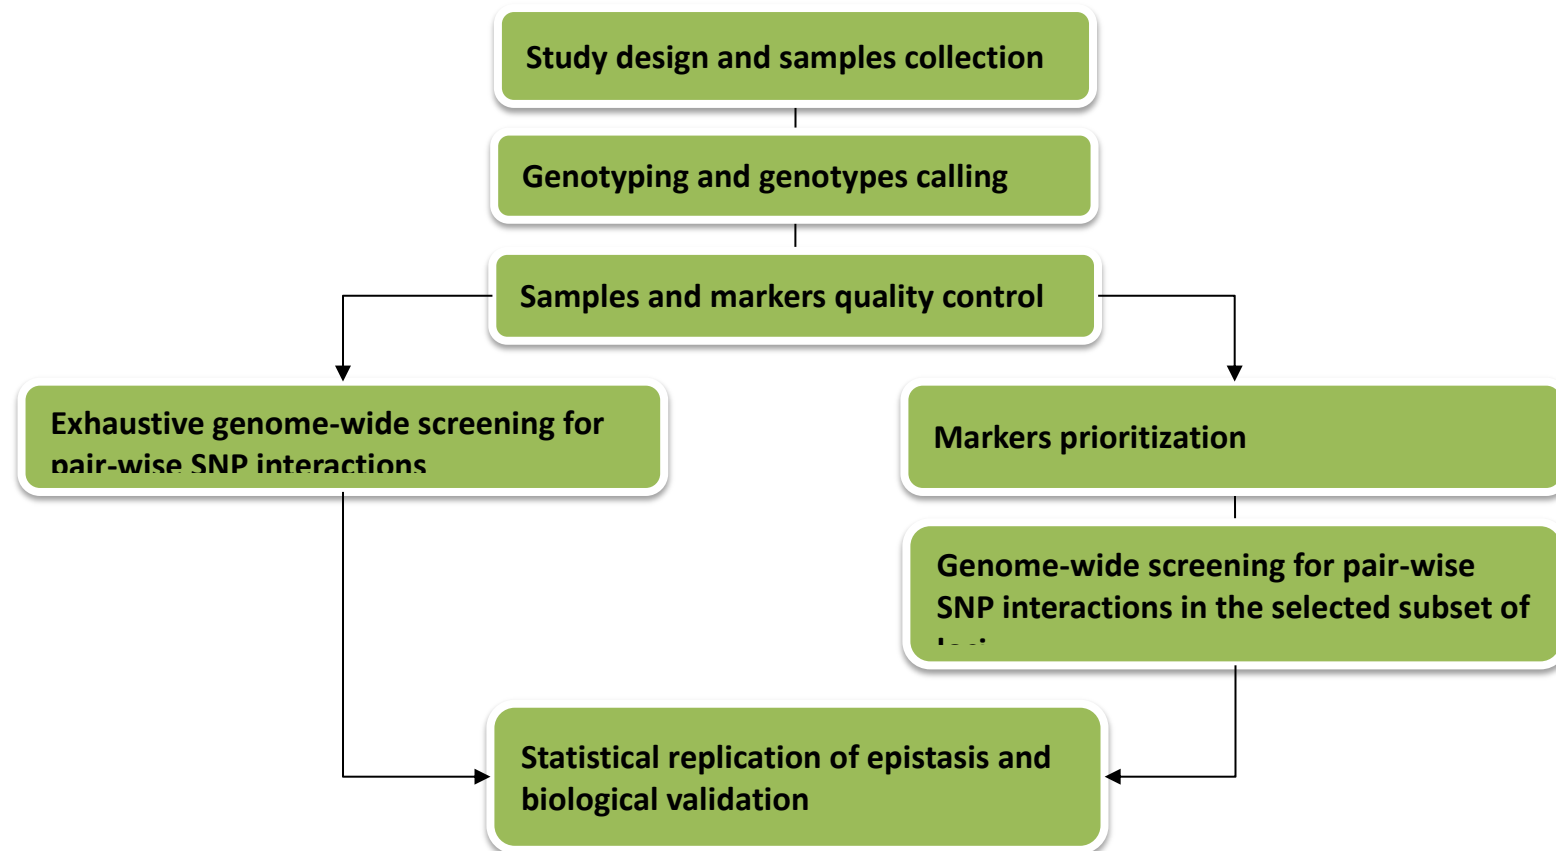 Study design and samples collection
Genotyping and genotypes calling
Samples and markers quality control
Exhaustive genome-wide screening for
pair-wise SNP interactions
Markers prioritization
Genome-wide screening for pair-wise
SNP interactions in the selected subset of
Statistical replication of epistasis and
biological validation